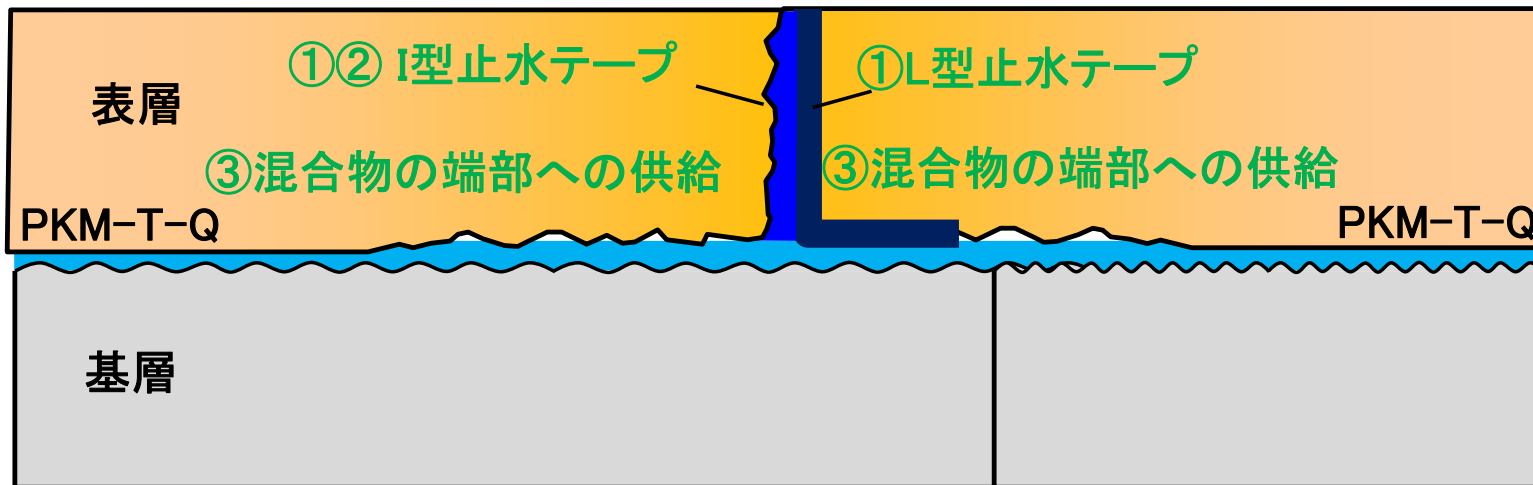 ①② I型止水テープ
①L型止水テープ
表層
③混合物の端部への供給
③混合物の端部への供給
PKM-T-Q
PKM-T-Q
基層